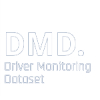 DMD.
Driver Monitoring
Dataset